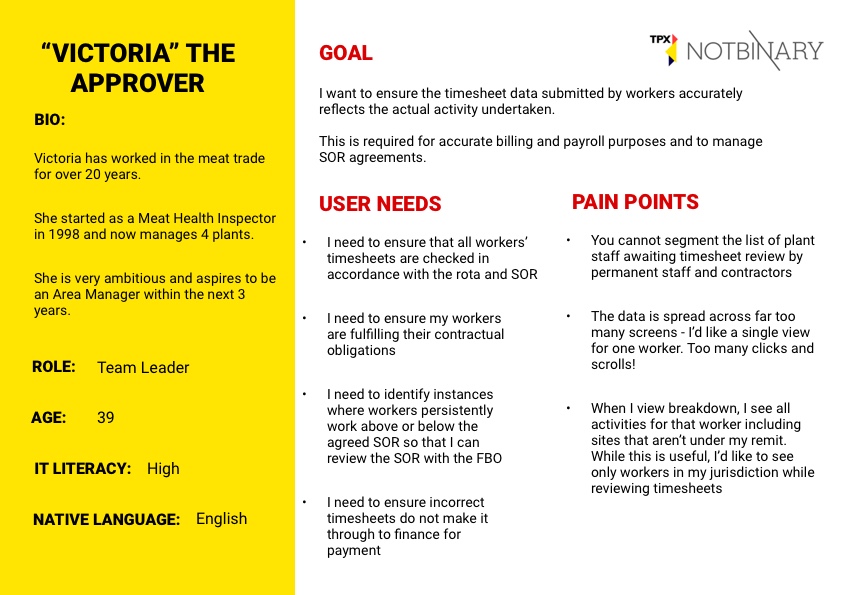 “VICTORIA” THE
APPROVER
BIO:
Victoria has worked in the meat trade
for over 20 years.
She started as a Meat Health Inspector
in 1998 and now manages 4 plants.
She is very ambitious and aspires to be
an Area Manager within the next 3
years.
ROLE: Team Leader
AGE: 39
IT LITERACY: High
NATIVE LANGUAGE: English
TPX NOTBINARY
GOAL
I want to ensure the timesheet data submitted by workers accurately
reflects the actual activity undertaken.
This is required for accurate billing and payroll purposes and to manage
SOR agreements.
USER NEEDS
• I need to ensure that all workers’
timesheets are checked in
accordance with the rota and SOR
• I need to ensure my workers
are fulfilling their contractual
obligations
• I need to identify instances
where workers persistently
work above or below the
agreed SOR so that I can
review the SOR with the FBO
• I need to ensure incorrect
timesheets do not make it
through to finance for
payment
PAIN POINTS
• You cannot segment the list of plant
staff awaiting timesheet review by
permanent staff and contractors
• The data is spread across far too
many screens - I’d like a single view
for one worker. Too many clicks and
scrolls!
• When I view breakdown, I see all
activities for that worker including
sites that aren’t under my remit.
While this is useful, I’d like to see
only workers in my jurisdiction while
reviewing timesheets